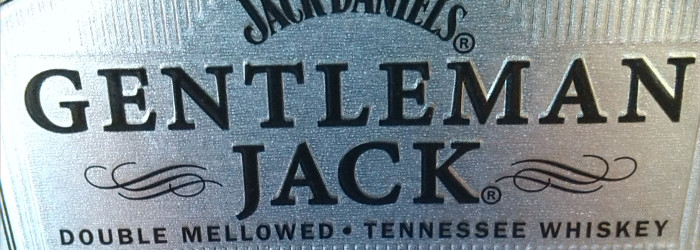 JACK DANIEL'S®
GENTLEMAN
JACK®
DOUBLE MELLOWED • TENNESSEE WHISKEY